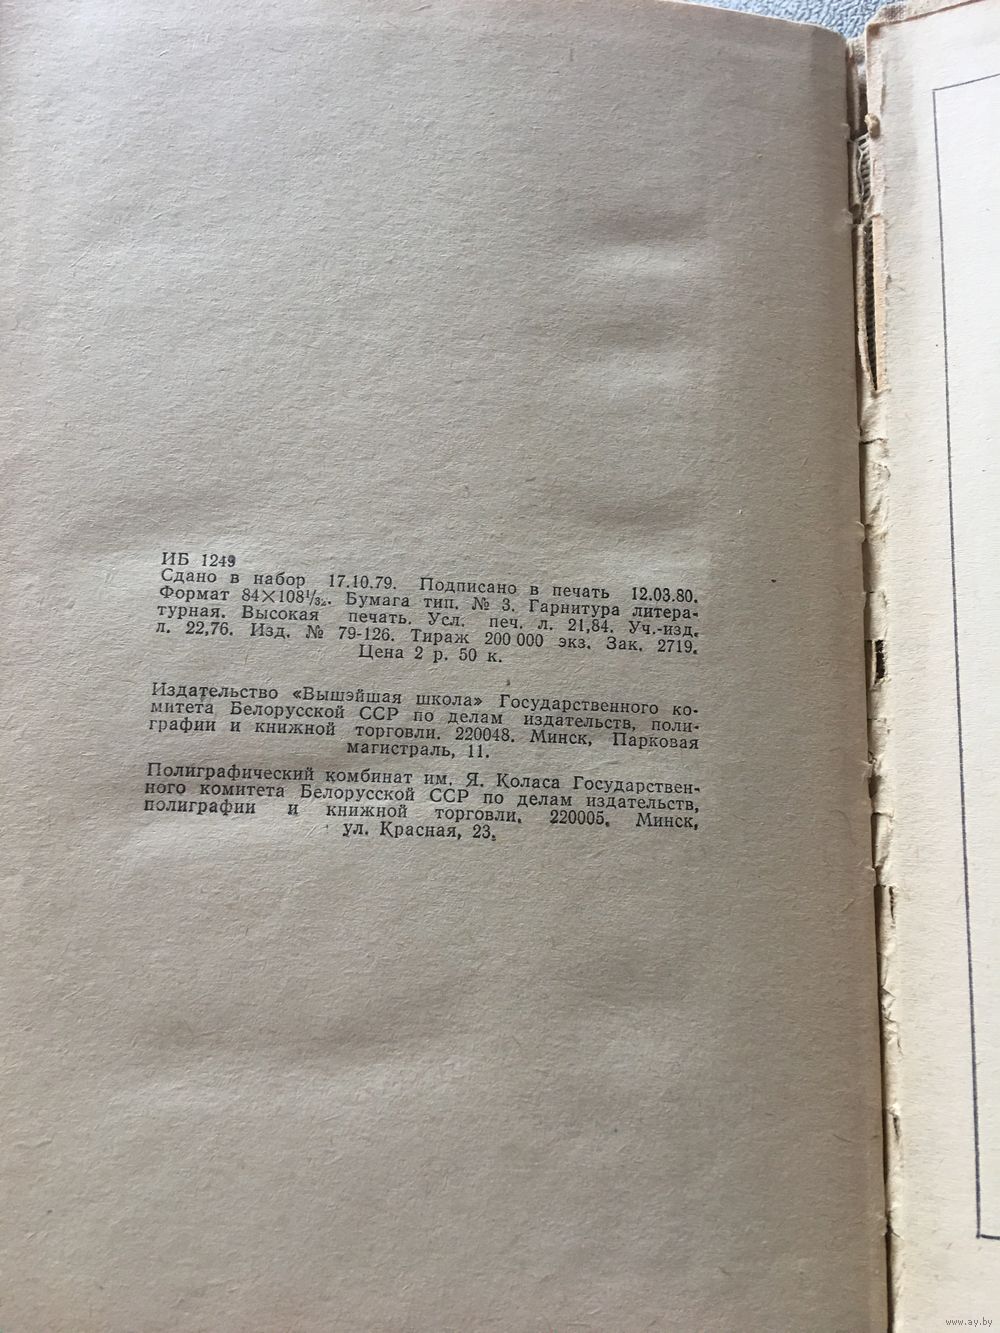 ИБ 1249
Сдано в набор 17.10.79. Подписано в печать 12.03.80.
Формат 84×108¹/₃₂. Бумага тип. № 3. Гарнитура литера-
турная. Высокая печать. Усл. печ. л. 21,84. Уч.-изд.
л. 22,76. Изд. № 79-126. Тираж 200 000 экз. Зак. 2719.
Цена 2 р. 50 к.
Издательство «Вышэйшая школа» Государственного ко-
митета Белорусской ССР по делам издательств, поли-
графии и книжной торговли. 220048. Минск, Парковая
магистраль, 11.
Полиграфический комбинат им. Я. Коласа Государствен-
ного комитета Белорусской ССР по делам издательств,
полиграфии и книжной торговли. 220005. Минск,
ул. Красная, 23.
www.ay.by